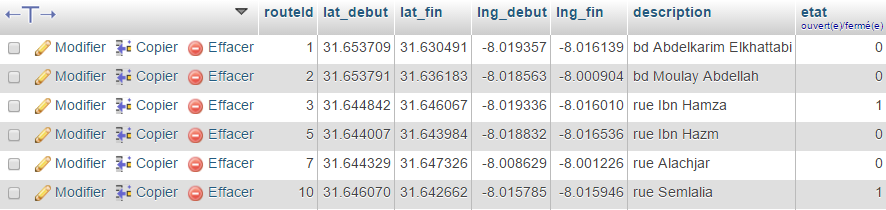 routeId lat_debut lat_fin lng_debut lng_fin description etat
ouvert(e)/fermé(e)
Modifier Copier Effacer 1 31.653709 31.630491 -8.019357 -8.016139 bd Abdelkarim Elkhattabi 0
Modifier Copier Effacer 2 31.653791 31.636183 -8.018563 -8.000904 bd Moulay Abdellah 0
Modifier Copier Effacer 3 31.644842 31.646067 -8.019336 -8.016010 rue Ibn Hamza 1
Modifier Copier Effacer 5 31.644007 31.643984 -8.018832 -8.016536 rue Ibn Hazm 0
Modifier Copier Effacer 7 31.644329 31.647326 -8.008629 -8.001226 rue Alachjar 0
Modifier Copier Effacer 10 31.646070 31.642662 -8.015785 -8.015946 rue Semlalia 1